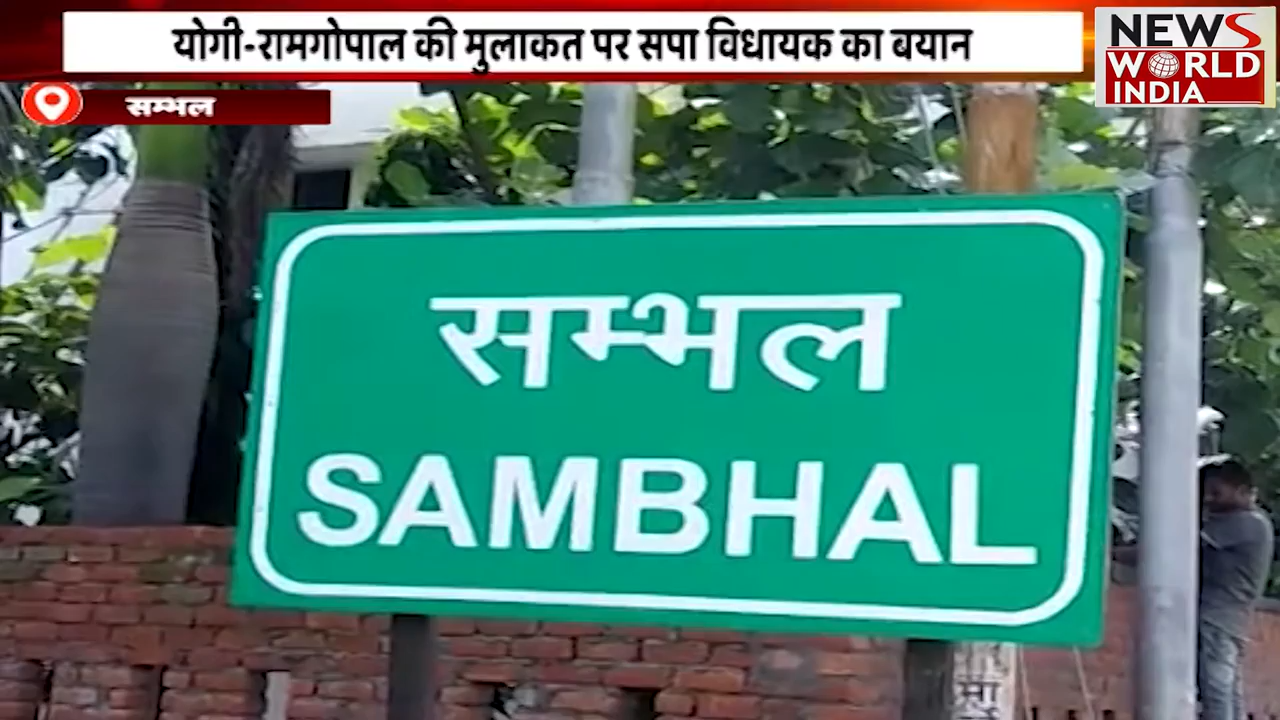 योगी-रामगोपाल की मुलाकत पर सपा विधायक का बयान
NEWS
WORLD
INDIA
सम्भल
सम्भल
SAMBHAL
मा